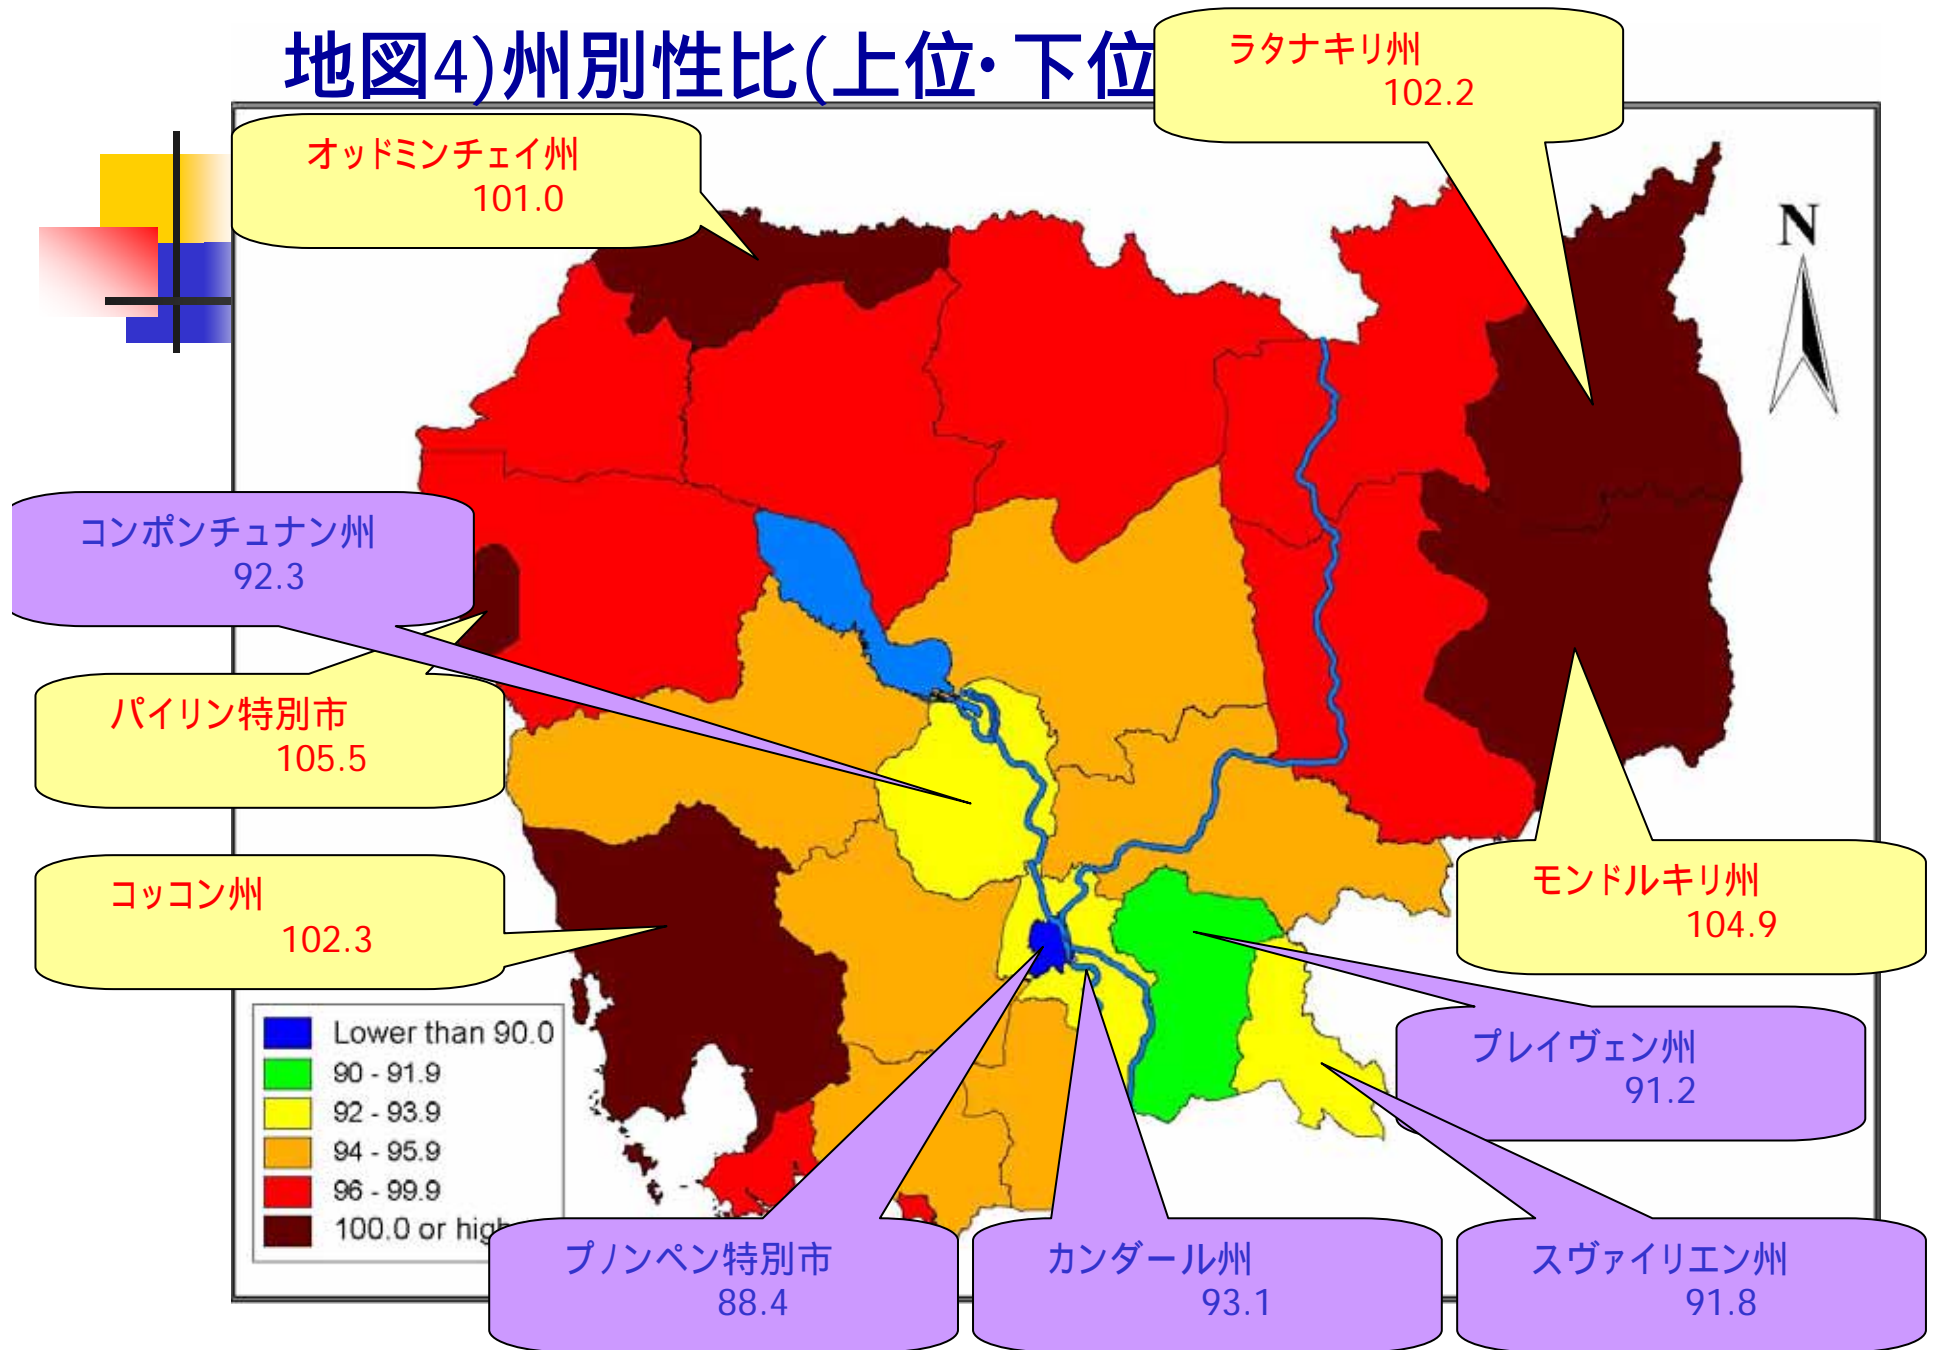 地図4)州別性比(上位・下位
ラタナキリ州
102.2
オッドミンチェイ州
101.0
N
コンポンチュナン州
92.3
パイリン特別市
105.5
コッコン州
102.3
モンドルキリ州
104.9
Lower than 90.0
90 - 91.9
92 - 93.9
94 - 95.9
96 - 99.9
100.0 or hig
プレイヴェン州
91.2
プノンペン特別市
88.4
カンダール州
93.1
スヴァイリエン州
91.8